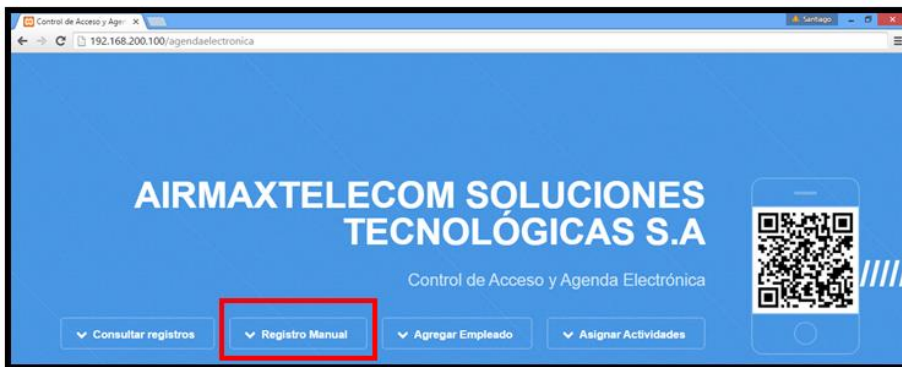 Control de Acceso y Agen
Santiago
192.168.200.100/agendaelectronica
AIRMAXTELECOM SOLUCIONES
TECNOLÓGICAS S.A
Control de Acceso y Agenda Electrónica
Consultar registros
Registro Manual
Agregar Empleado
Asignar Actividades